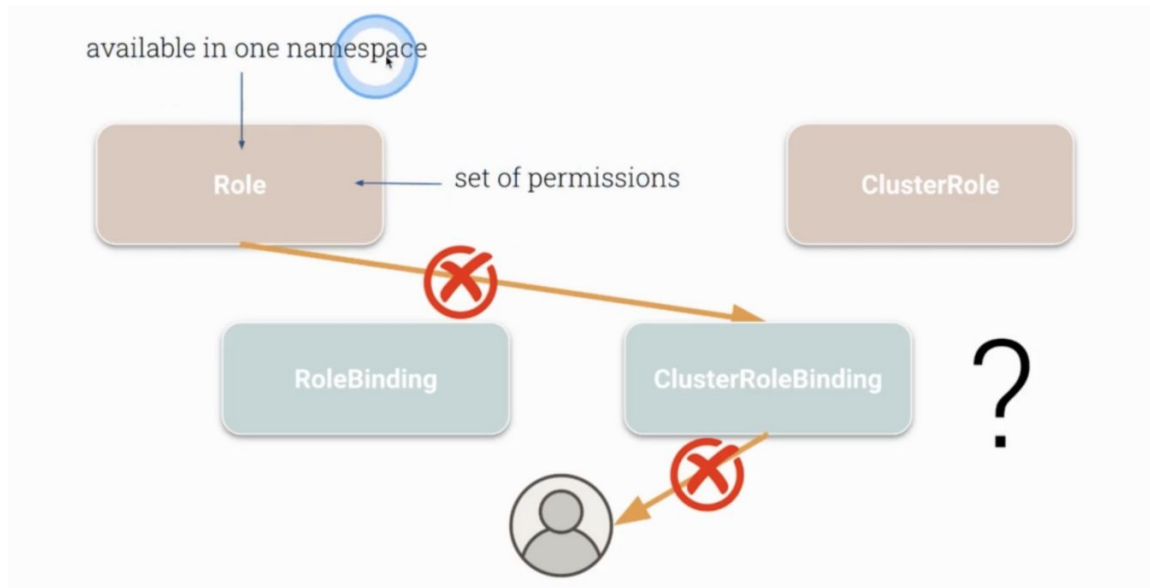 available in one namespace
Role
set of permissions
ClusterRole
RoleBinding
ClusterRoleBinding
?